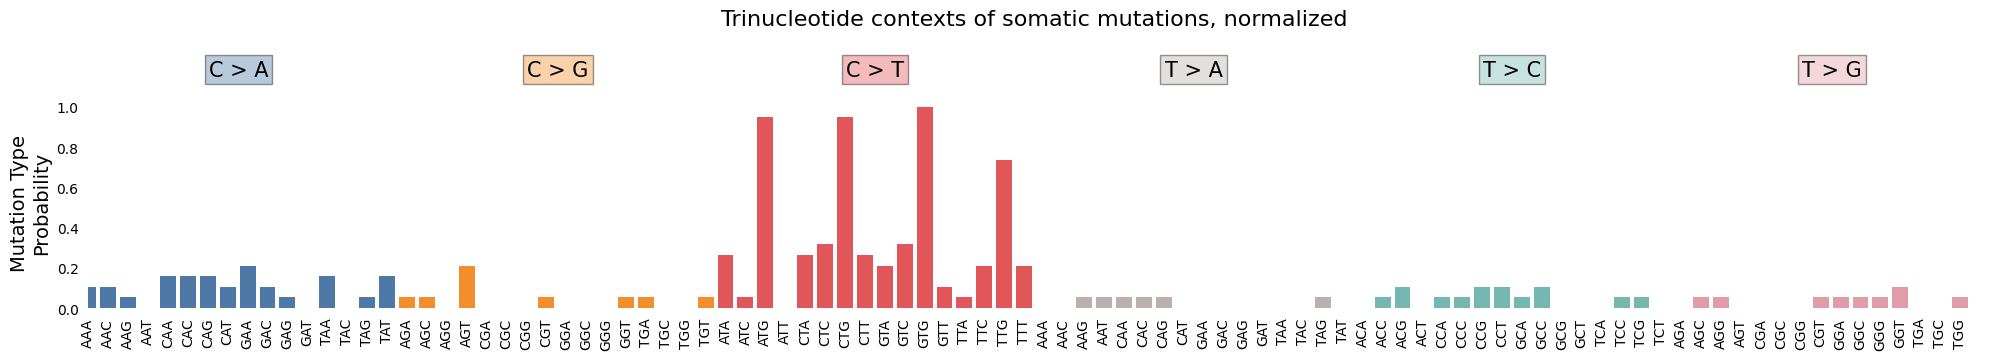 Trinucleotide contexts of somatic mutations, normalized
C > A C > G C > T T > A T > C T > G
Mutation Type
Probability
1.0
0.8
0.6
0.4
0.2
0.0
AAA AAC AAG AAT CAA CAC CAG CAT GAA GAC GAG GAT TAA TAC TAG TAT AGA AGC AGG AGT CGA CGC CGG CGT GGA GGC GGG GGT TGA TGC TGG TGT ATA ATC ATG ATT CTA CTC CTG CTT GTA GTC GTG GTT TTA TTC TTG TTT AAA AAC AAG AAT CAA CAC CAG CAT GAA GAC GAG GAT TAA TAC TAG TAT ACA ACC ACG ACT CCA CCC CCG CCT GCA GCC GCG GCT TCA TCC TCG TCT AGA AGC AGG AGT CGA CGC CGG CGT GGA GGC GGG GGT TGA TGC TGG